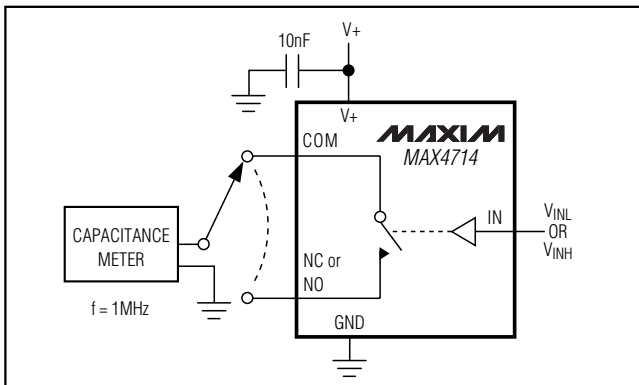 10nF
V+
V+
MAXIM
MAX4714
COM
IN
VINL
OR
VINH
CAPACITANCE
METER
NC or
NO
f = 1MHz
GND